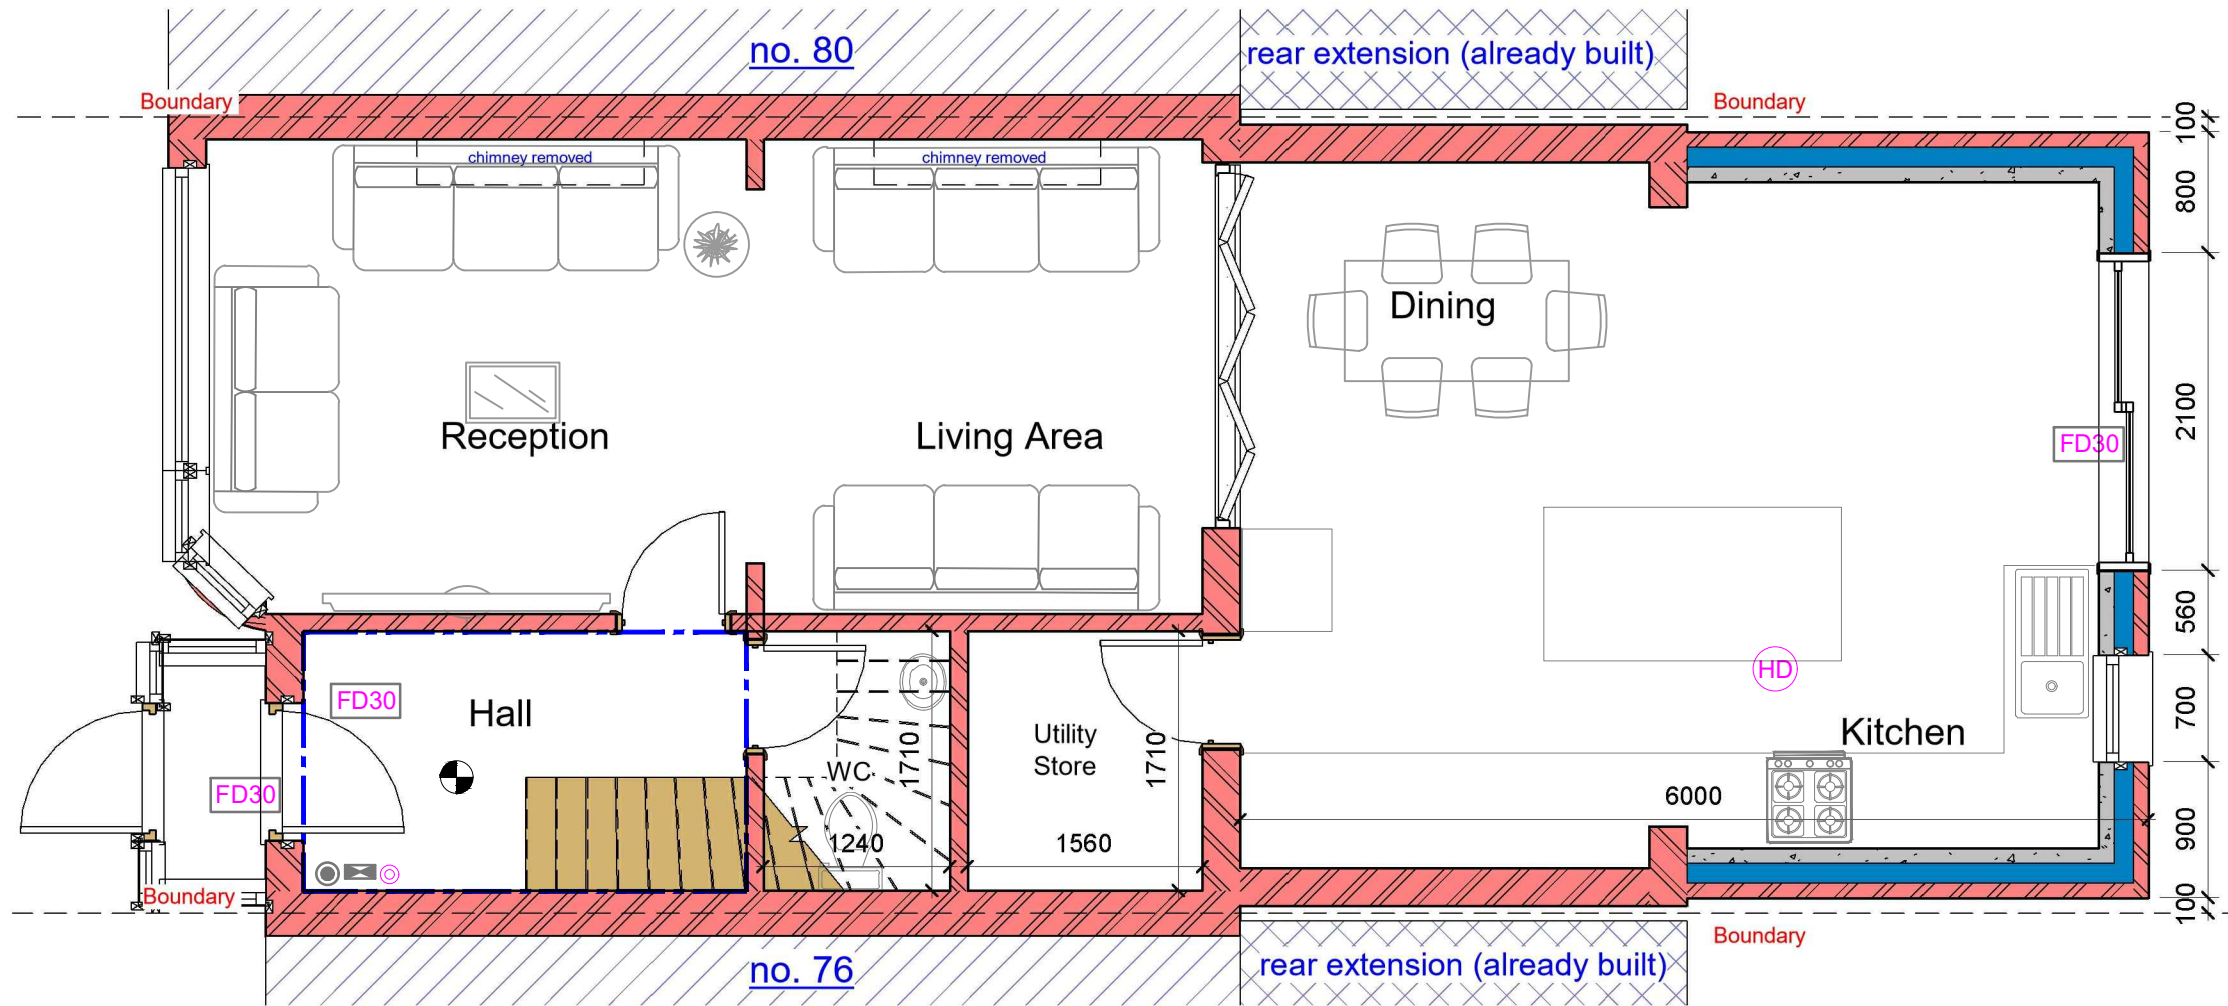 no. 80
rear extension (already built)
Boundary
Boundary
100
chimney removed
chimney removed
800
Dining
Reception
Living Area
2100
FD30
560
HD
FD30
Hall
Utility
Store
WC
1710
1710
Kitchen
700
FD30
6000
1240
1560
900
Boundary
100
Boundary
no. 76
rear extension (already built)